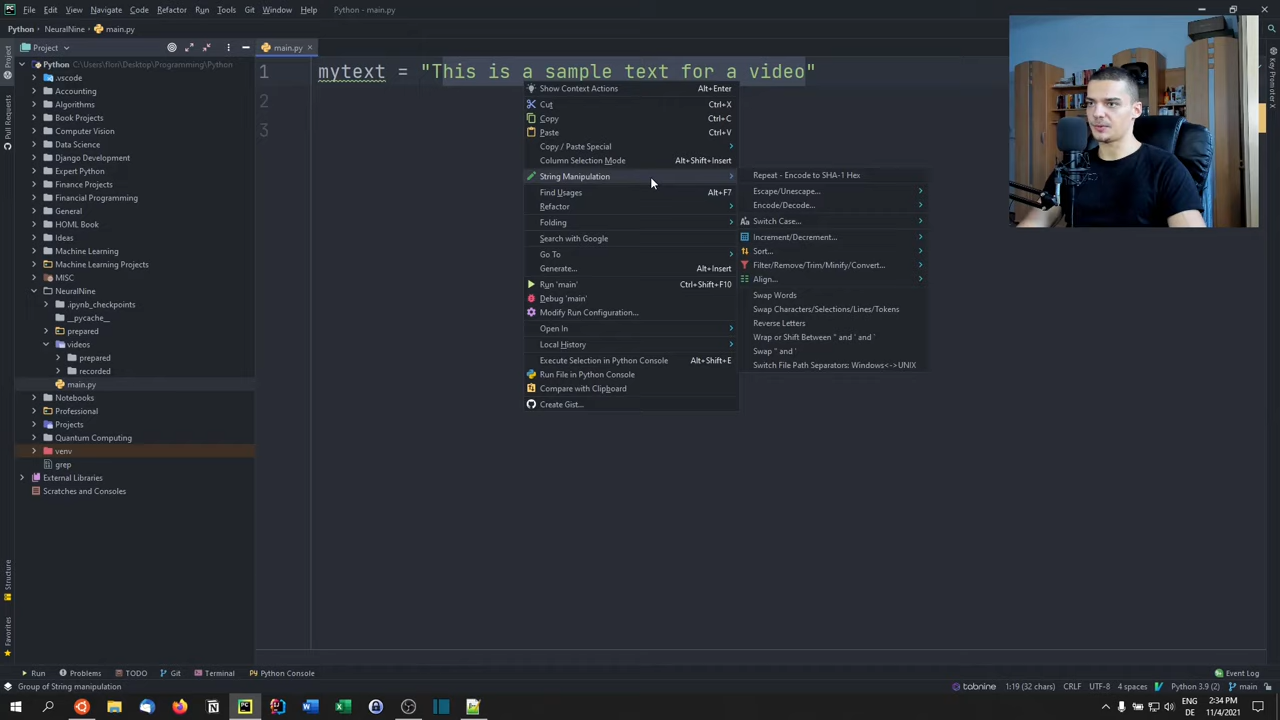 File Edit View Navigate Code Refactor Run Tools Git Window Help Python - main.py
Python NeuralNine main.py
Project
main.py
Python C:\Users\flori\Desktop\Programming\Python
.vscode
Accounting
Algorithms
Book Projects
Computer Vision
Data Science
Django Development
Expert Python
Finance Projects
Financial Programming
General
HOML Book
Ideas
Machine Learning
Machine Learning Projects
MISC
NeuralNine
.ipynb_checkpoints
__pycache__
prepared
videos
prepared
recorded
main.py
Notebooks
Professional
Projects
Quantum Computing
venv
grep
External Libraries
Scratches and Consoles
1 mytext = "This is a sample text for a video"
2
3
Show Context Actions Alt+Enter
Cut Ctrl+X
Copy Ctrl+C
Paste Ctrl+V
Copy / Paste Special
Column Selection Mode Alt+Shift+Insert
String Manipulation
Find Usages Alt+F7
Refactor
Folding
Search with Google
Go To
Generate... Alt+Insert
Run 'main' Ctrl+Shift+F10
Debug 'main'
Modify Run Configuration...
Open In
Local History
Execute Selection in Python Console Alt+Shift+E
Run File in Python Console
Compare with Clipboard
Create Gist...
Repeat - Encode to SHA-1 Hex
Escape/Unescape...
Encode/Decode...
Switch Case...
Increment/Decrement...
Sort...
Filter/Remove/Trim/Minify/Convert...
Align...
Swap Words
Swap Characters/Selections/Lines/Tokens
Reverse Letters
Wrap or Shift Between " and ' and `
Swap " and '
Switch File Path Separators: Windows<->UNIX
Project
Pull Requests
Structure
Favorites
Key Promoter X
Run Problems TODO Git Terminal Python Console Event Log
Group of String manipulation tabnine 1:19 (32 chars) CRLF UTF-8 4 spaces Python 3.9 (2) main
ENG 2:34 PM
DE 11/4/2021